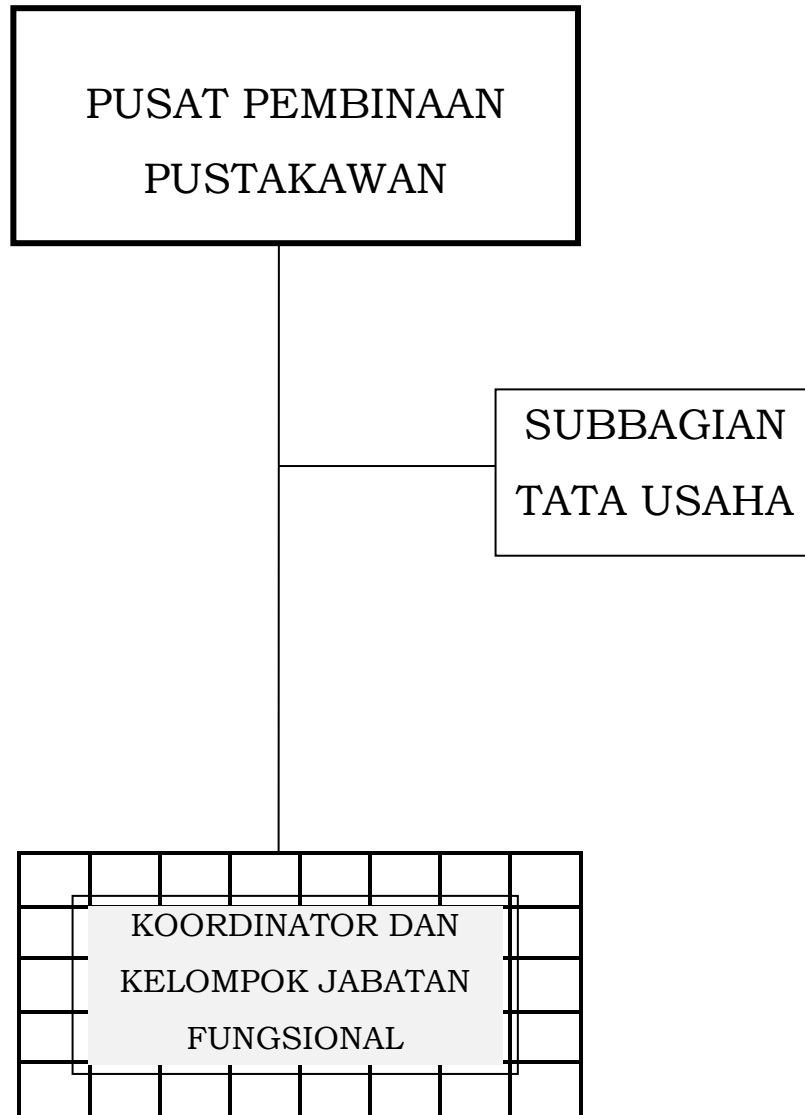 PUSAT PEMBINAAN
PUSTAKAWAN
SUBBAGIAN
TATA USAHA
KOORDINATOR DAN
KELOMPOK JABATAN
FUNGSIONAL